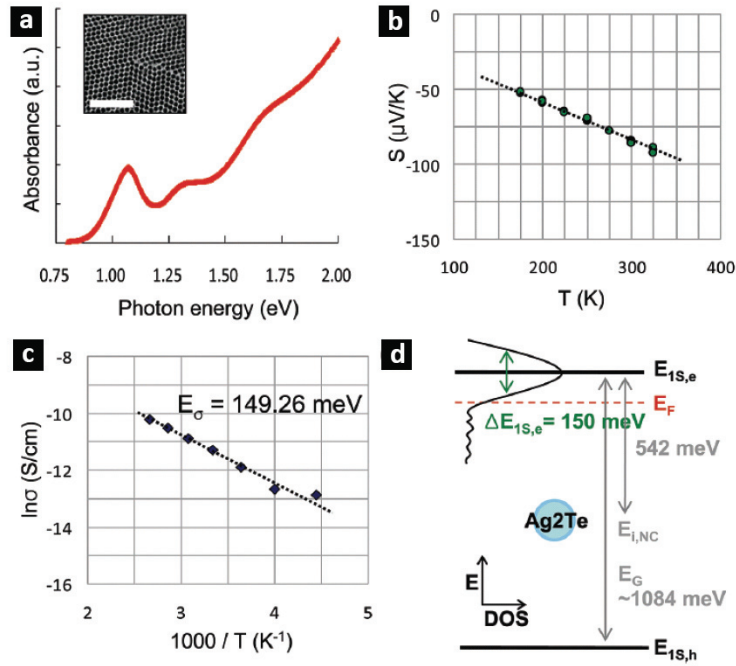 a
Absorbance (a.u.)
0.75 1.00 1.25 1.50 1.75 2.00
Photon energy (eV)
b
S (μV/K)
0
-50
-100
-150
100 200 300 400
T (K)
c
lnσ (S/cm)
-8
-10
-12
-14
-16
Eσ = 149.26 meV
2 3 4 5
1000 / T (K⁻¹)
d
E1S,e
EF
ΔE1S,e= 150 meV
542 meV
Ag2Te
Ei,NC
EG
~1084 meV
E
DOS
E1S,h